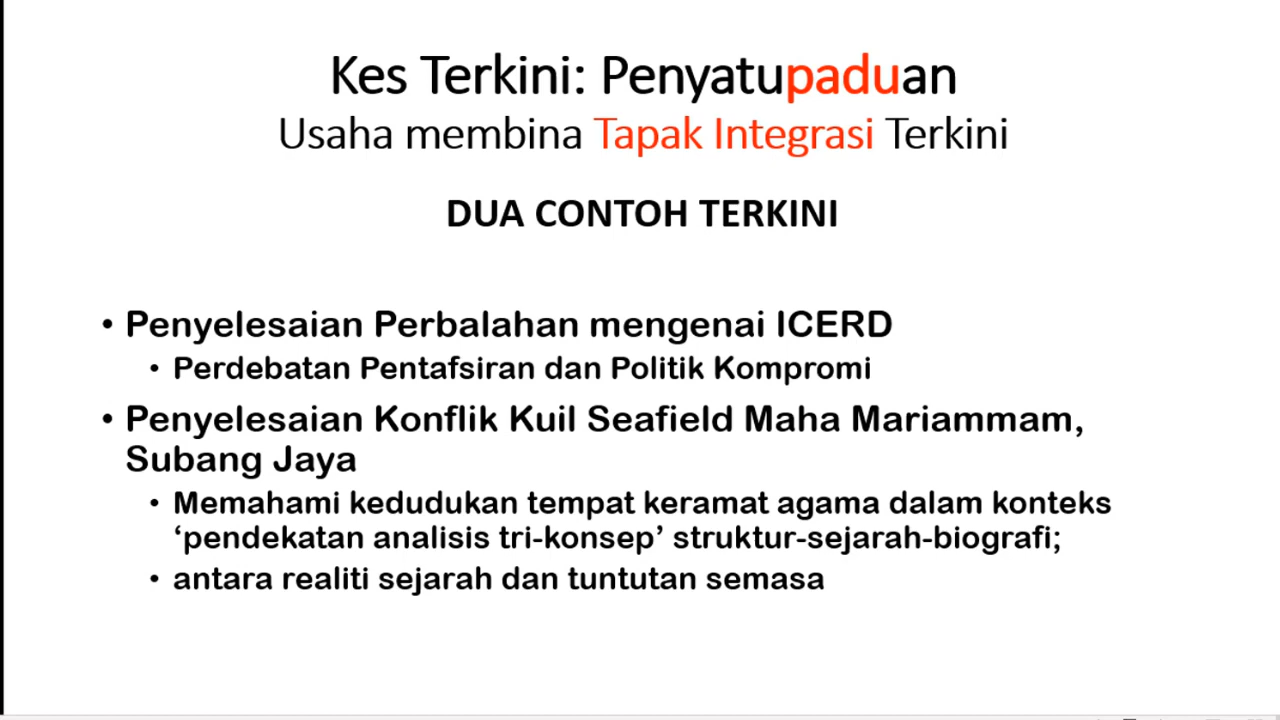 Kes Terkini: Penyatupaduan
Usaha membina Tapak Integrasi Terkini
DUA CONTOH TERKINI
• Penyelesaian Perbalahan mengenai ICERD
• Perdebatan Pentafsiran dan Politik Kompromi
• Penyelesaian Konflik Kuil Seafield Maha Mariammam,
Subang Jaya
• Memahami kedudukan tempat keramat agama dalam konteks
‘pendekatan analisis tri-konsep’ struktur-sejarah-biografi;
• antara realiti sejarah dan tuntutan semasa